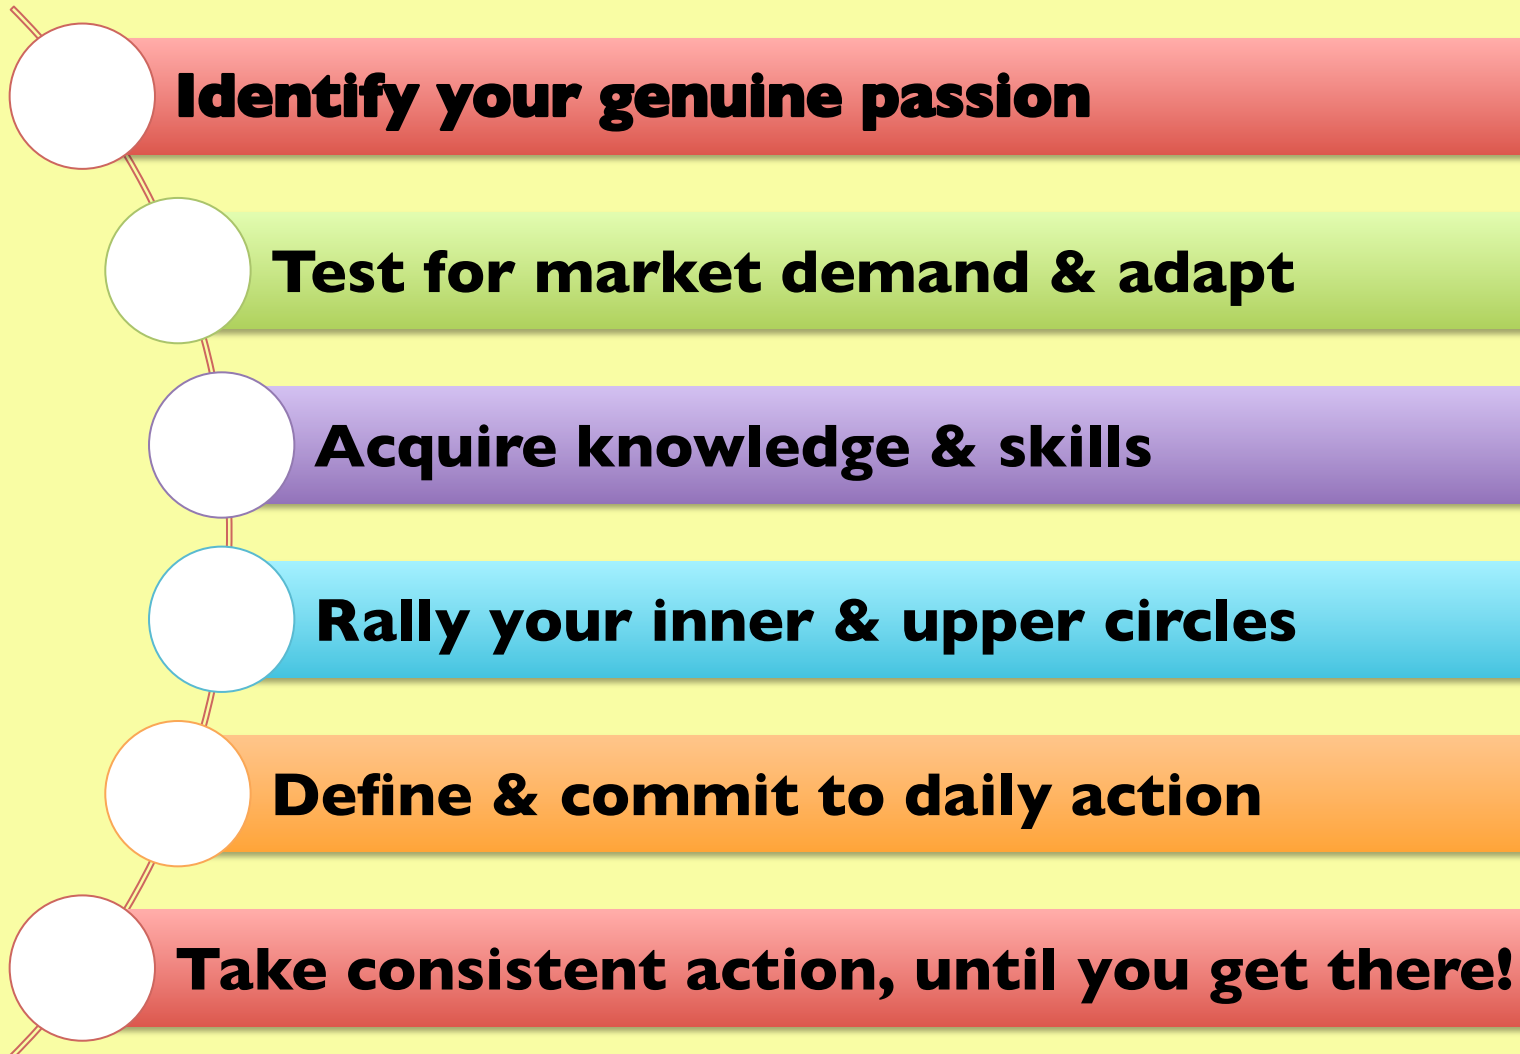 Identify your genuine passion
Test for market demand & adapt
Acquire knowledge & skills
Rally your inner & upper circles
Define & commit to daily action
Take consistent action, until you get there!